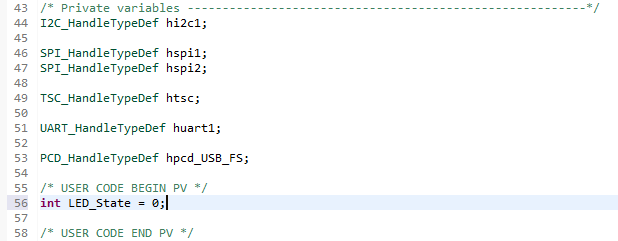 43 /* Private variables ---------------------------------------------------------*/
44 I2C_HandleTypeDef hi2c1;
45
46 SPI_HandleTypeDef hspi1;
47 SPI_HandleTypeDef hspi2;
48
49 TSC_HandleTypeDef htsc;
50
51 UART_HandleTypeDef huart1;
52
53 PCD_HandleTypeDef hpcd_USB_FS;
54
55 /* USER CODE BEGIN PV */
56 int LED_State = 0;
57
58 /* USER CODE END PV */